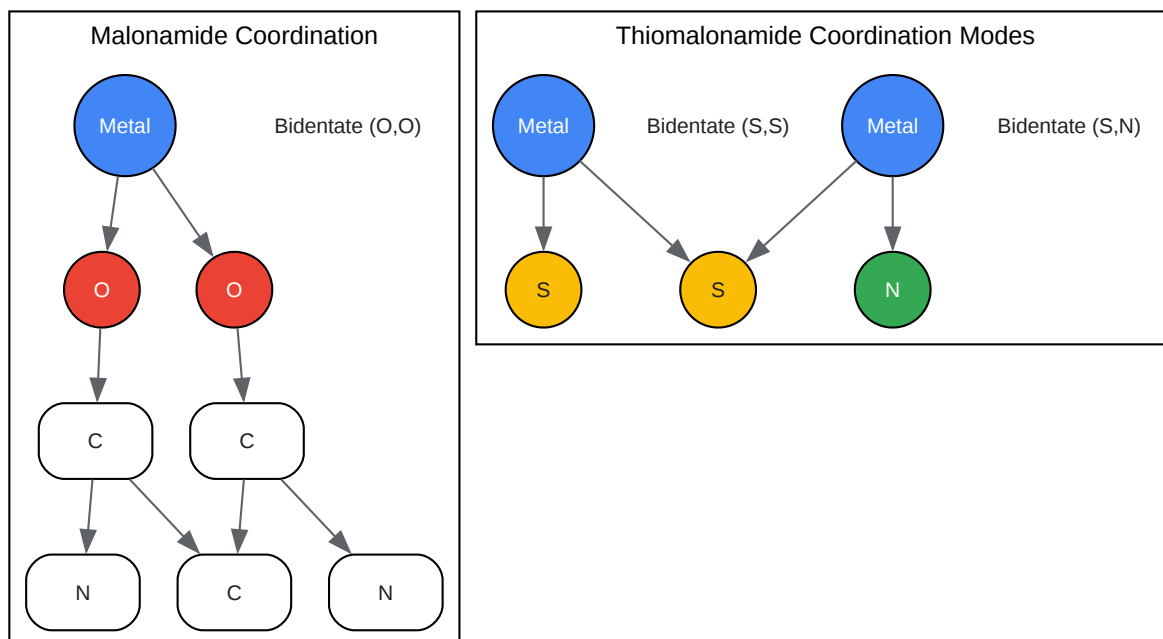 Malonamide Coordination
Metal
Bidentate (O,O)
O
O
C
C
N
C
N
Thiomalonamide Coordination Modes
Metal
Bidentate (S,S)
Metal
Bidentate (S,N)
S
S
N